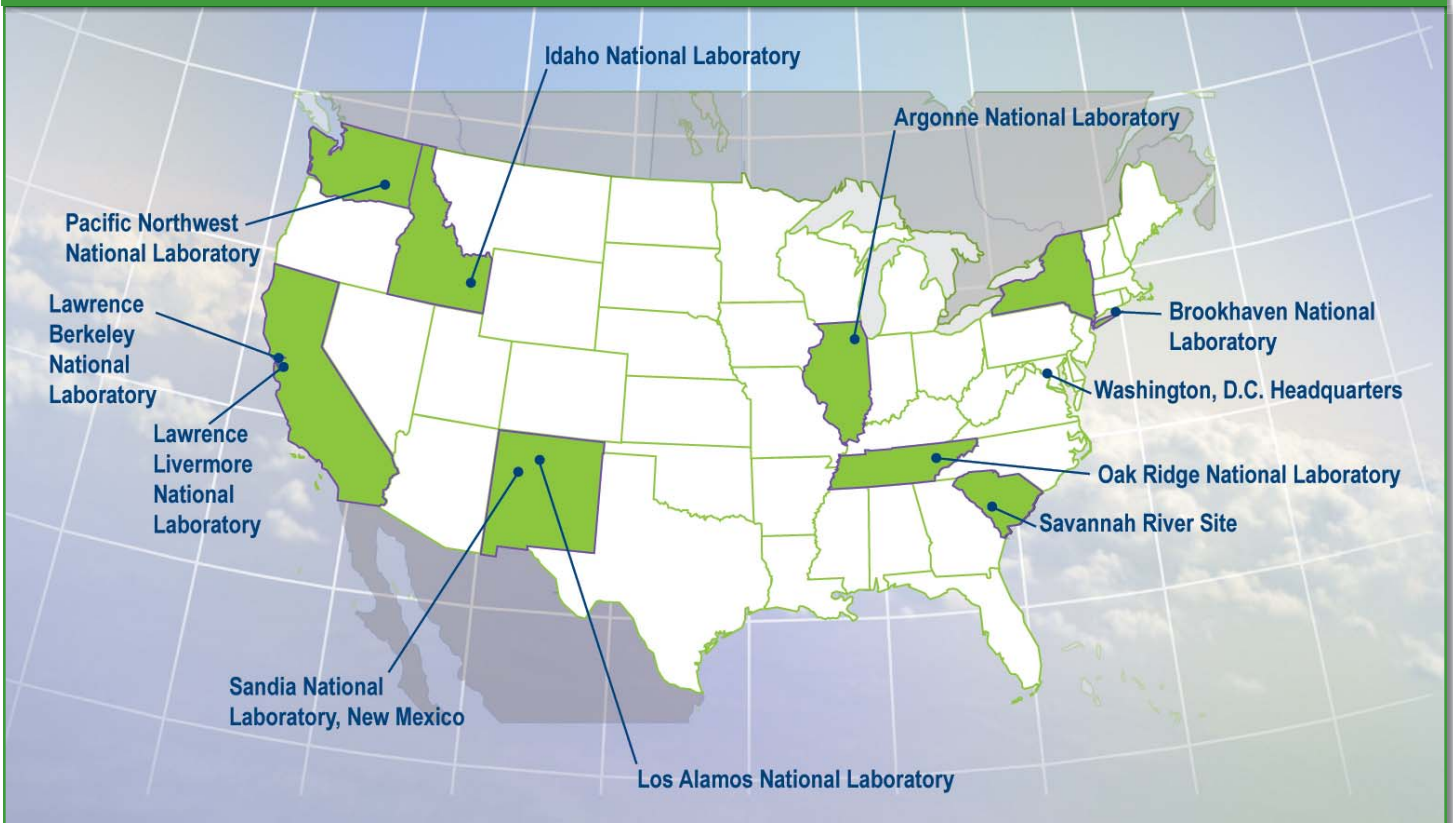 Idaho National Laboratory
Argonne National Laboratory
Pacific Northwest
National Laboratory
Lawrence
Berkeley
National
Laboratory
Brookhaven National
Laboratory
Washington, D.C. Headquarters
Lawrence
Livermore
National
Laboratory
Oak Ridge National Laboratory
Savannah River Site
Sandia National
Laboratory, New Mexico
Los Alamos National Laboratory